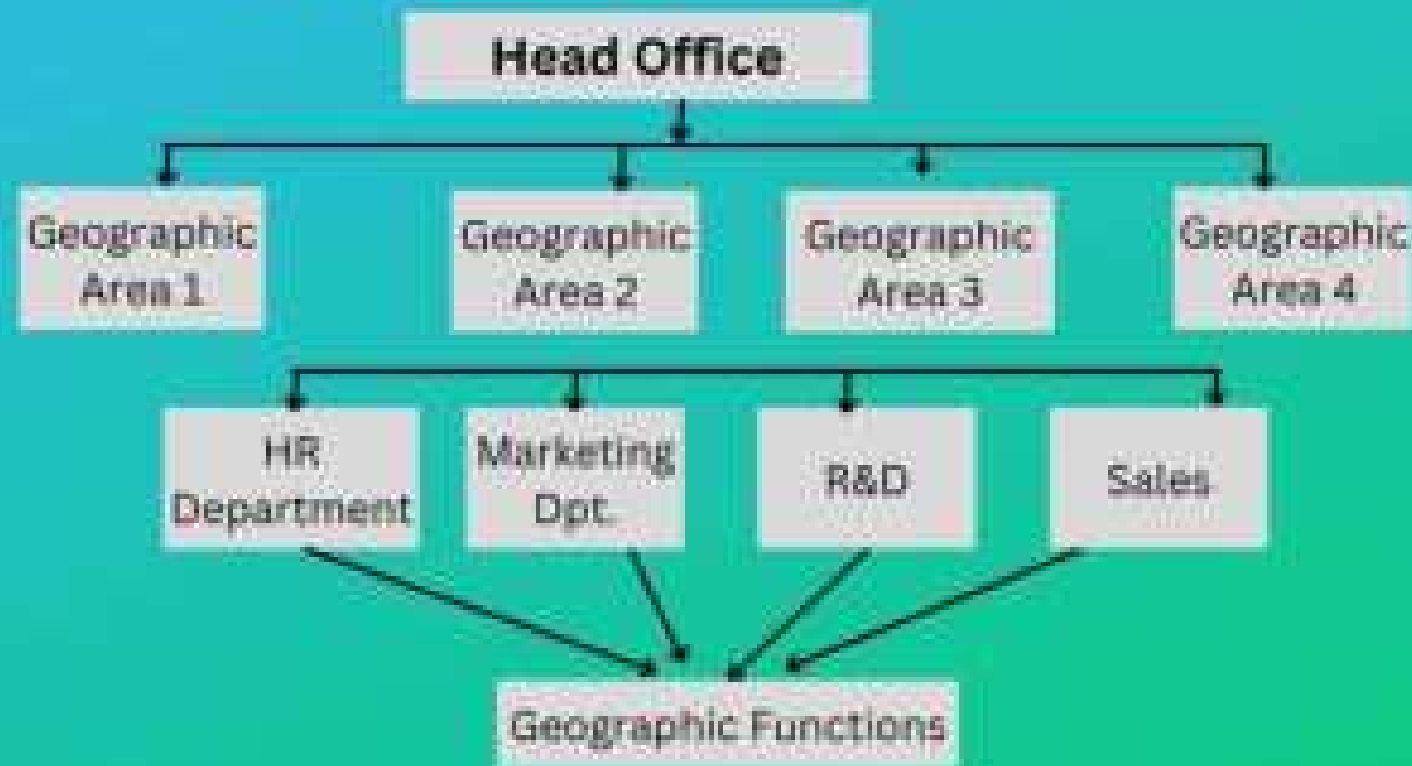 Head Office
Geographic
Area 1
Geographic
Area 2
Geographic
Area 3
Geographic
Area 4
HR
Department
Marketing
Dpt.
R&D
Sales
Geographic Functions